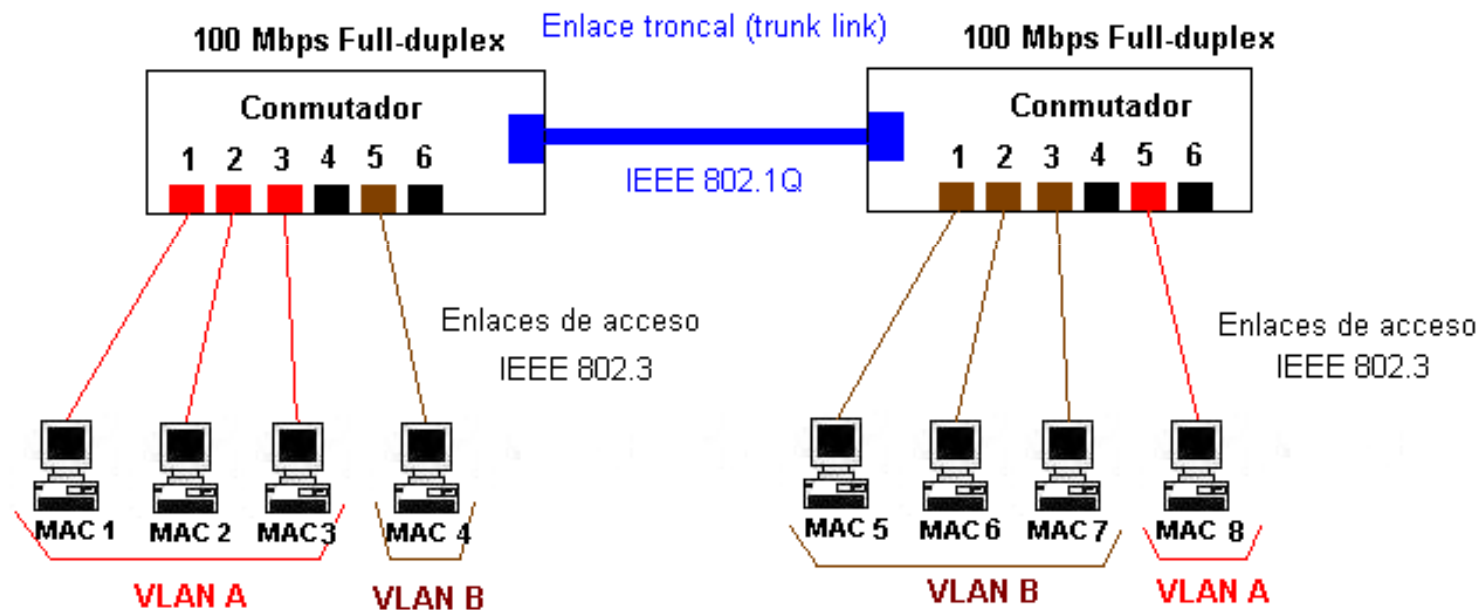 Enlace troncal (trunk link)
100 Mbps Full-duplex
100 Mbps Full-duplex
Conmutador
1 2 3 4 5 6
IEEE 802.1Q
Conmutador
1 2 3 4 5 6
Enlaces de acceso
IEEE 802.3
Enlaces de acceso
IEEE 802.3
MAC 1
MAC 2
MAC3
MAC 4
MAC 5
MAC 6
MAC 7
MAC 8
VLAN A
VLAN B
VLAN B
VLAN A